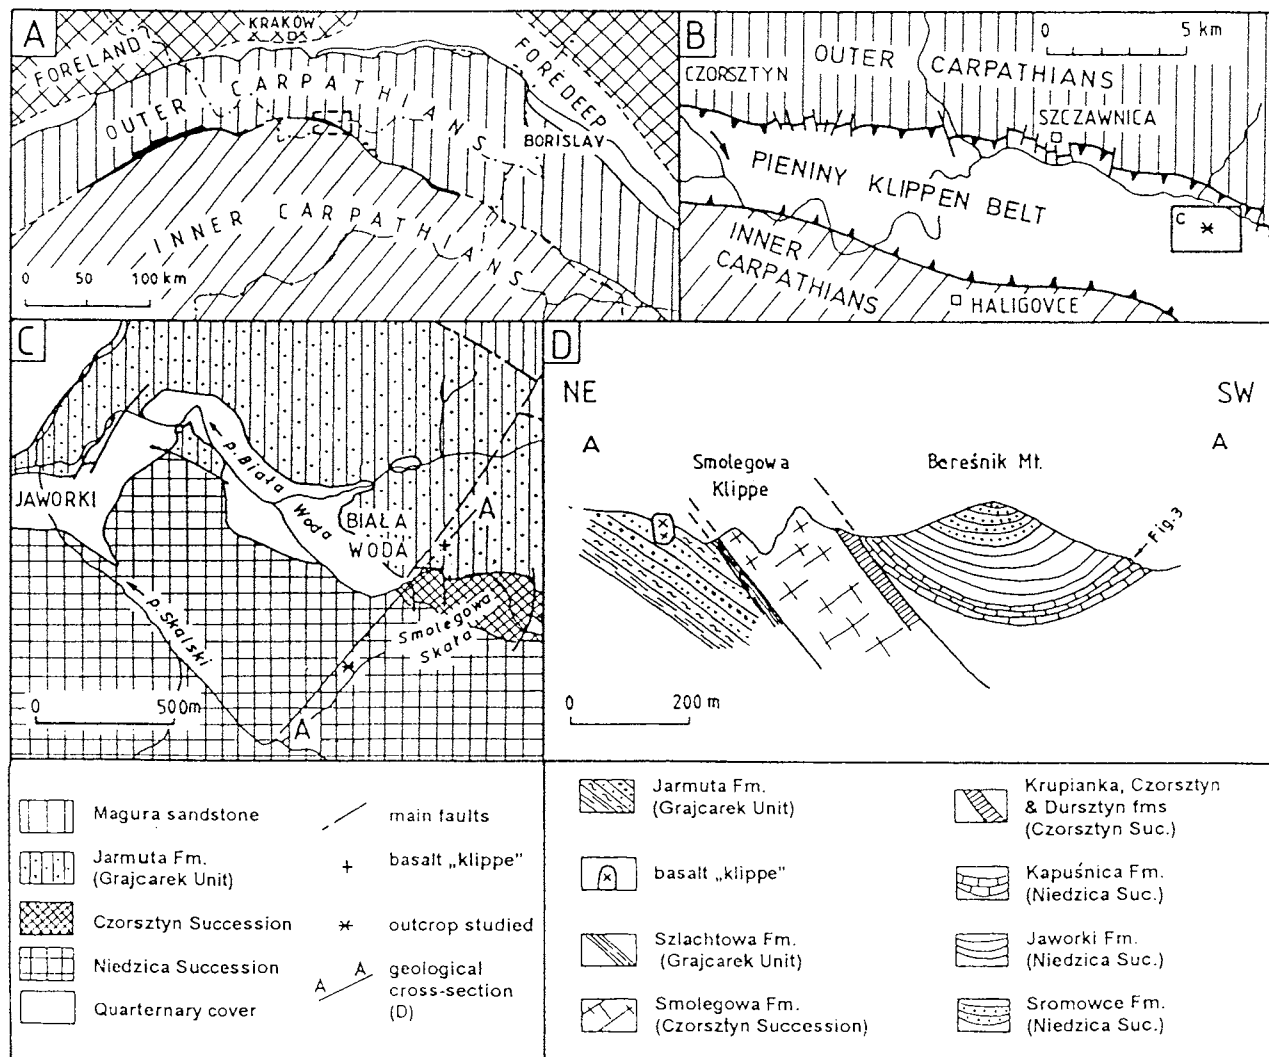 A
KRAKÓW
FORELAND
FOREDEEP
OUTER CARPATHIANS
BORISLAV
INNER CARPATHIANS
0 50 100 km
B
0 5 km
OUTER CARPATHIANS
CZORSZTYN
SZCZAWNICA
PIENINY KLIPPEN BELT
C
INNER
CARPATHIANS
HALIGOVCE
C
p. Biała Woda
JAWORKI
BIAŁA
WODA
A
p. Skalski
Smolegowa
Skała
0 500m
A
D
NE
SW
A
A
Smolegowa
Klippe
Bereśnik Mt.
Fig.3
0 200 m
Magura sandstone
Jarmuta Fm.
(Grajcarek Unit)
Czorsztyn Succession
Niedzica Succession
Quarternary cover
main faults
basalt „klippe"
outcrop studied
A A geological
cross-section
(D)
Jarmuta Fm.
(Grajcarek Unit)
basalt „klippe"
Szlachtowa Fm.
(Grajcarek Unit)
Smolegowa Fm.
(Czorsztyn Succession)
Krupianka, Czorsztyn
& Dursztyn fms
(Czorsztyn Suc.)
Kapuśnica Fm.
(Niedzica Suc.)
Jaworki Fm.
(Niedzica Suc.)
Sromowce Fm.
(Niedzica Suc.)